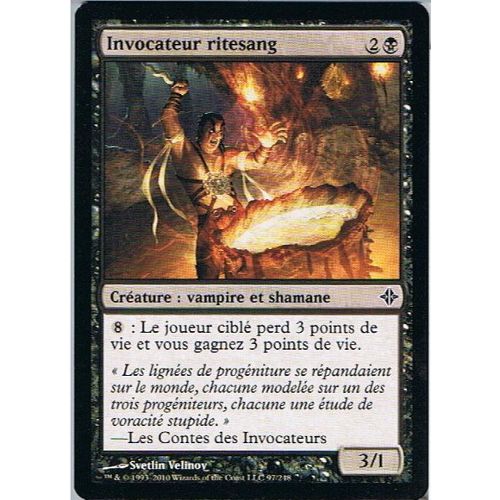 Invocateur ritesang 2
Créature : vampire et shamane
8 : Le joueur ciblé perd 3 points de
vie et vous gagnez 3 points de vie.
« Les lignées de progéniture se répandaient
sur le monde, chacune modelée sur un des
trois progéniteurs, chacune une étude de
voracité stupide. »
—Les Contes des Invocateurs
3/1
Svetlin Velinov
™ & © 1993–2010 Wizards of the Coast LLC 97/248